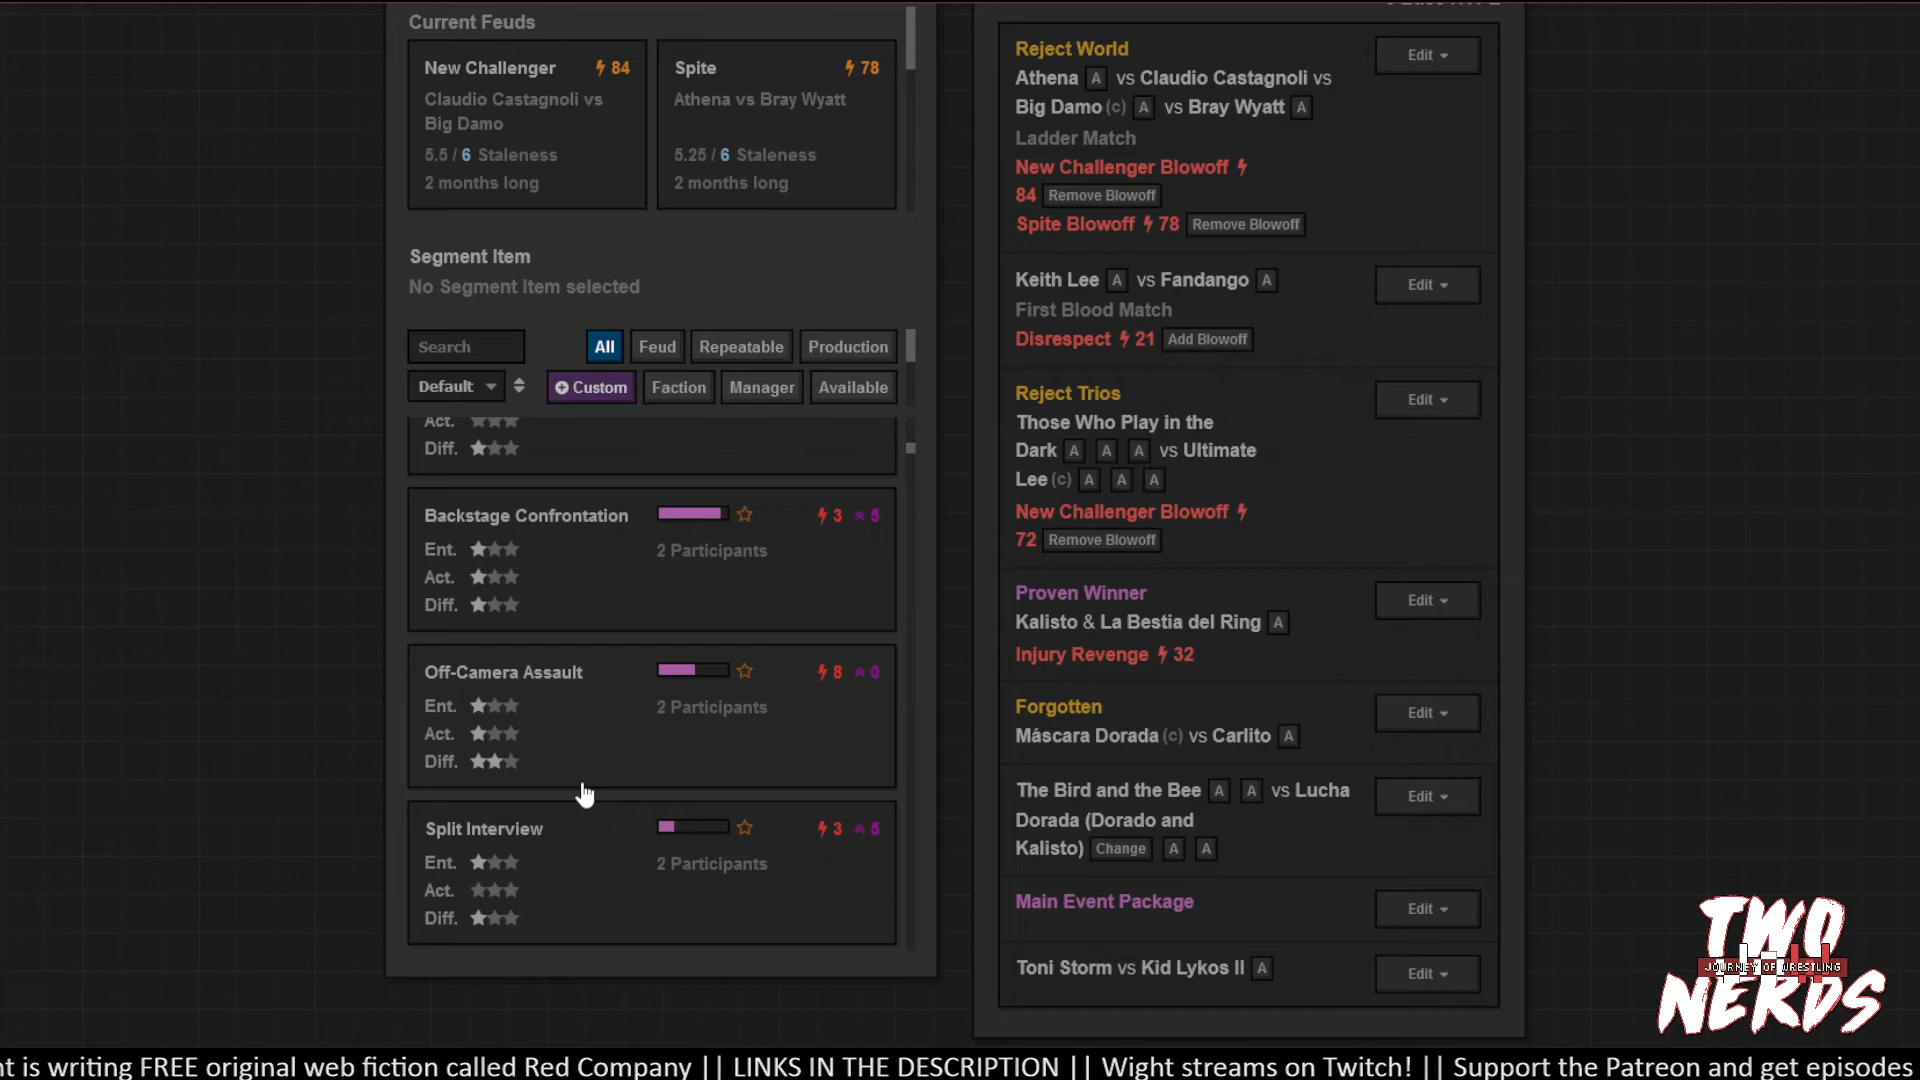 Current Feuds
New Challenger 84
Claudio Castagnoli vs
Big Damo
5.5 / 6 Staleness
2 months long
Spite 78
Athena vs Bray Wyatt
5.25 / 6 Staleness
2 months long
Segment Item
No Segment Item selected
Search
All
Feud
Repeatable
Production
Default
Custom
Faction
Manager
Available
Act.
Diff.
Backstage Confrontation 3 5
Ent.
2 Participants
Act.
Diff.
Off-Camera Assault 8 0
Ent.
2 Participants
Act.
Diff.
Split Interview 3 5
Ent.
2 Participants
Act.
Diff.
Reject World
Edit
Athena A vs Claudio Castagnoli vs
Big Damo (c) A vs Bray Wyatt A
Ladder Match
New Challenger Blowoff
84 Remove Blowoff
Spite Blowoff 78 Remove Blowoff
Keith Lee A vs Fandango A
Edit
First Blood Match
Disrespect 21 Add Blowoff
Reject Trios
Edit
Those Who Play in the
Dark A A A vs Ultimate
Lee (c) A A A
New Challenger Blowoff
72 Remove Blowoff
Proven Winner
Edit
Kalisto & La Bestia del Ring A
Injury Revenge 32
Forgotten
Edit
Máscara Dorada (c) vs Carlito A
The Bird and the Bee A A vs Lucha
Edit
Dorada (Dorado and
Kalisto) Change A A
Main Event Package
Edit
Toni Storm vs Kid Lykos II A
Edit
TWO
JOURNEY OF WRESTLING
NERDS
nt is writing FREE original web fiction called Red Company || LINKS IN THE DESCRIPTION || Wight streams on Twitch! || Support the Patreon and get episodes